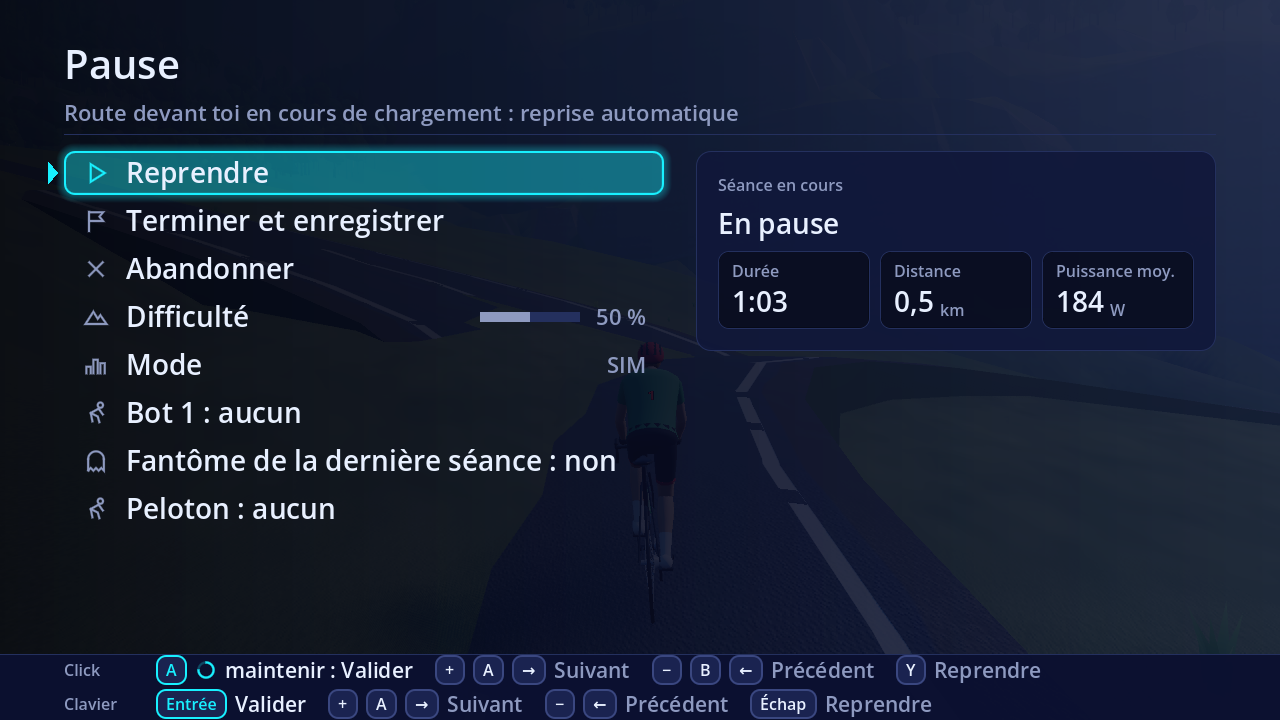 Pause
Route devant toi en cours de chargement : reprise automatique
Reprendre
Terminer et enregistrer
Abandonner
Difficulté 50 %
Mode SIM
Bot 1 : aucun
Fantôme de la dernière séance : non
Peloton : aucun
Séance en cours
En pause
Durée
1:03
Distance
0,5 km
Puissance moy.
184 W
Click A maintenir : Valider + A → Suivant − B ← Précédent Y Reprendre
Clavier Entrée Valider + A → Suivant − ← Précédent Échap Reprendre